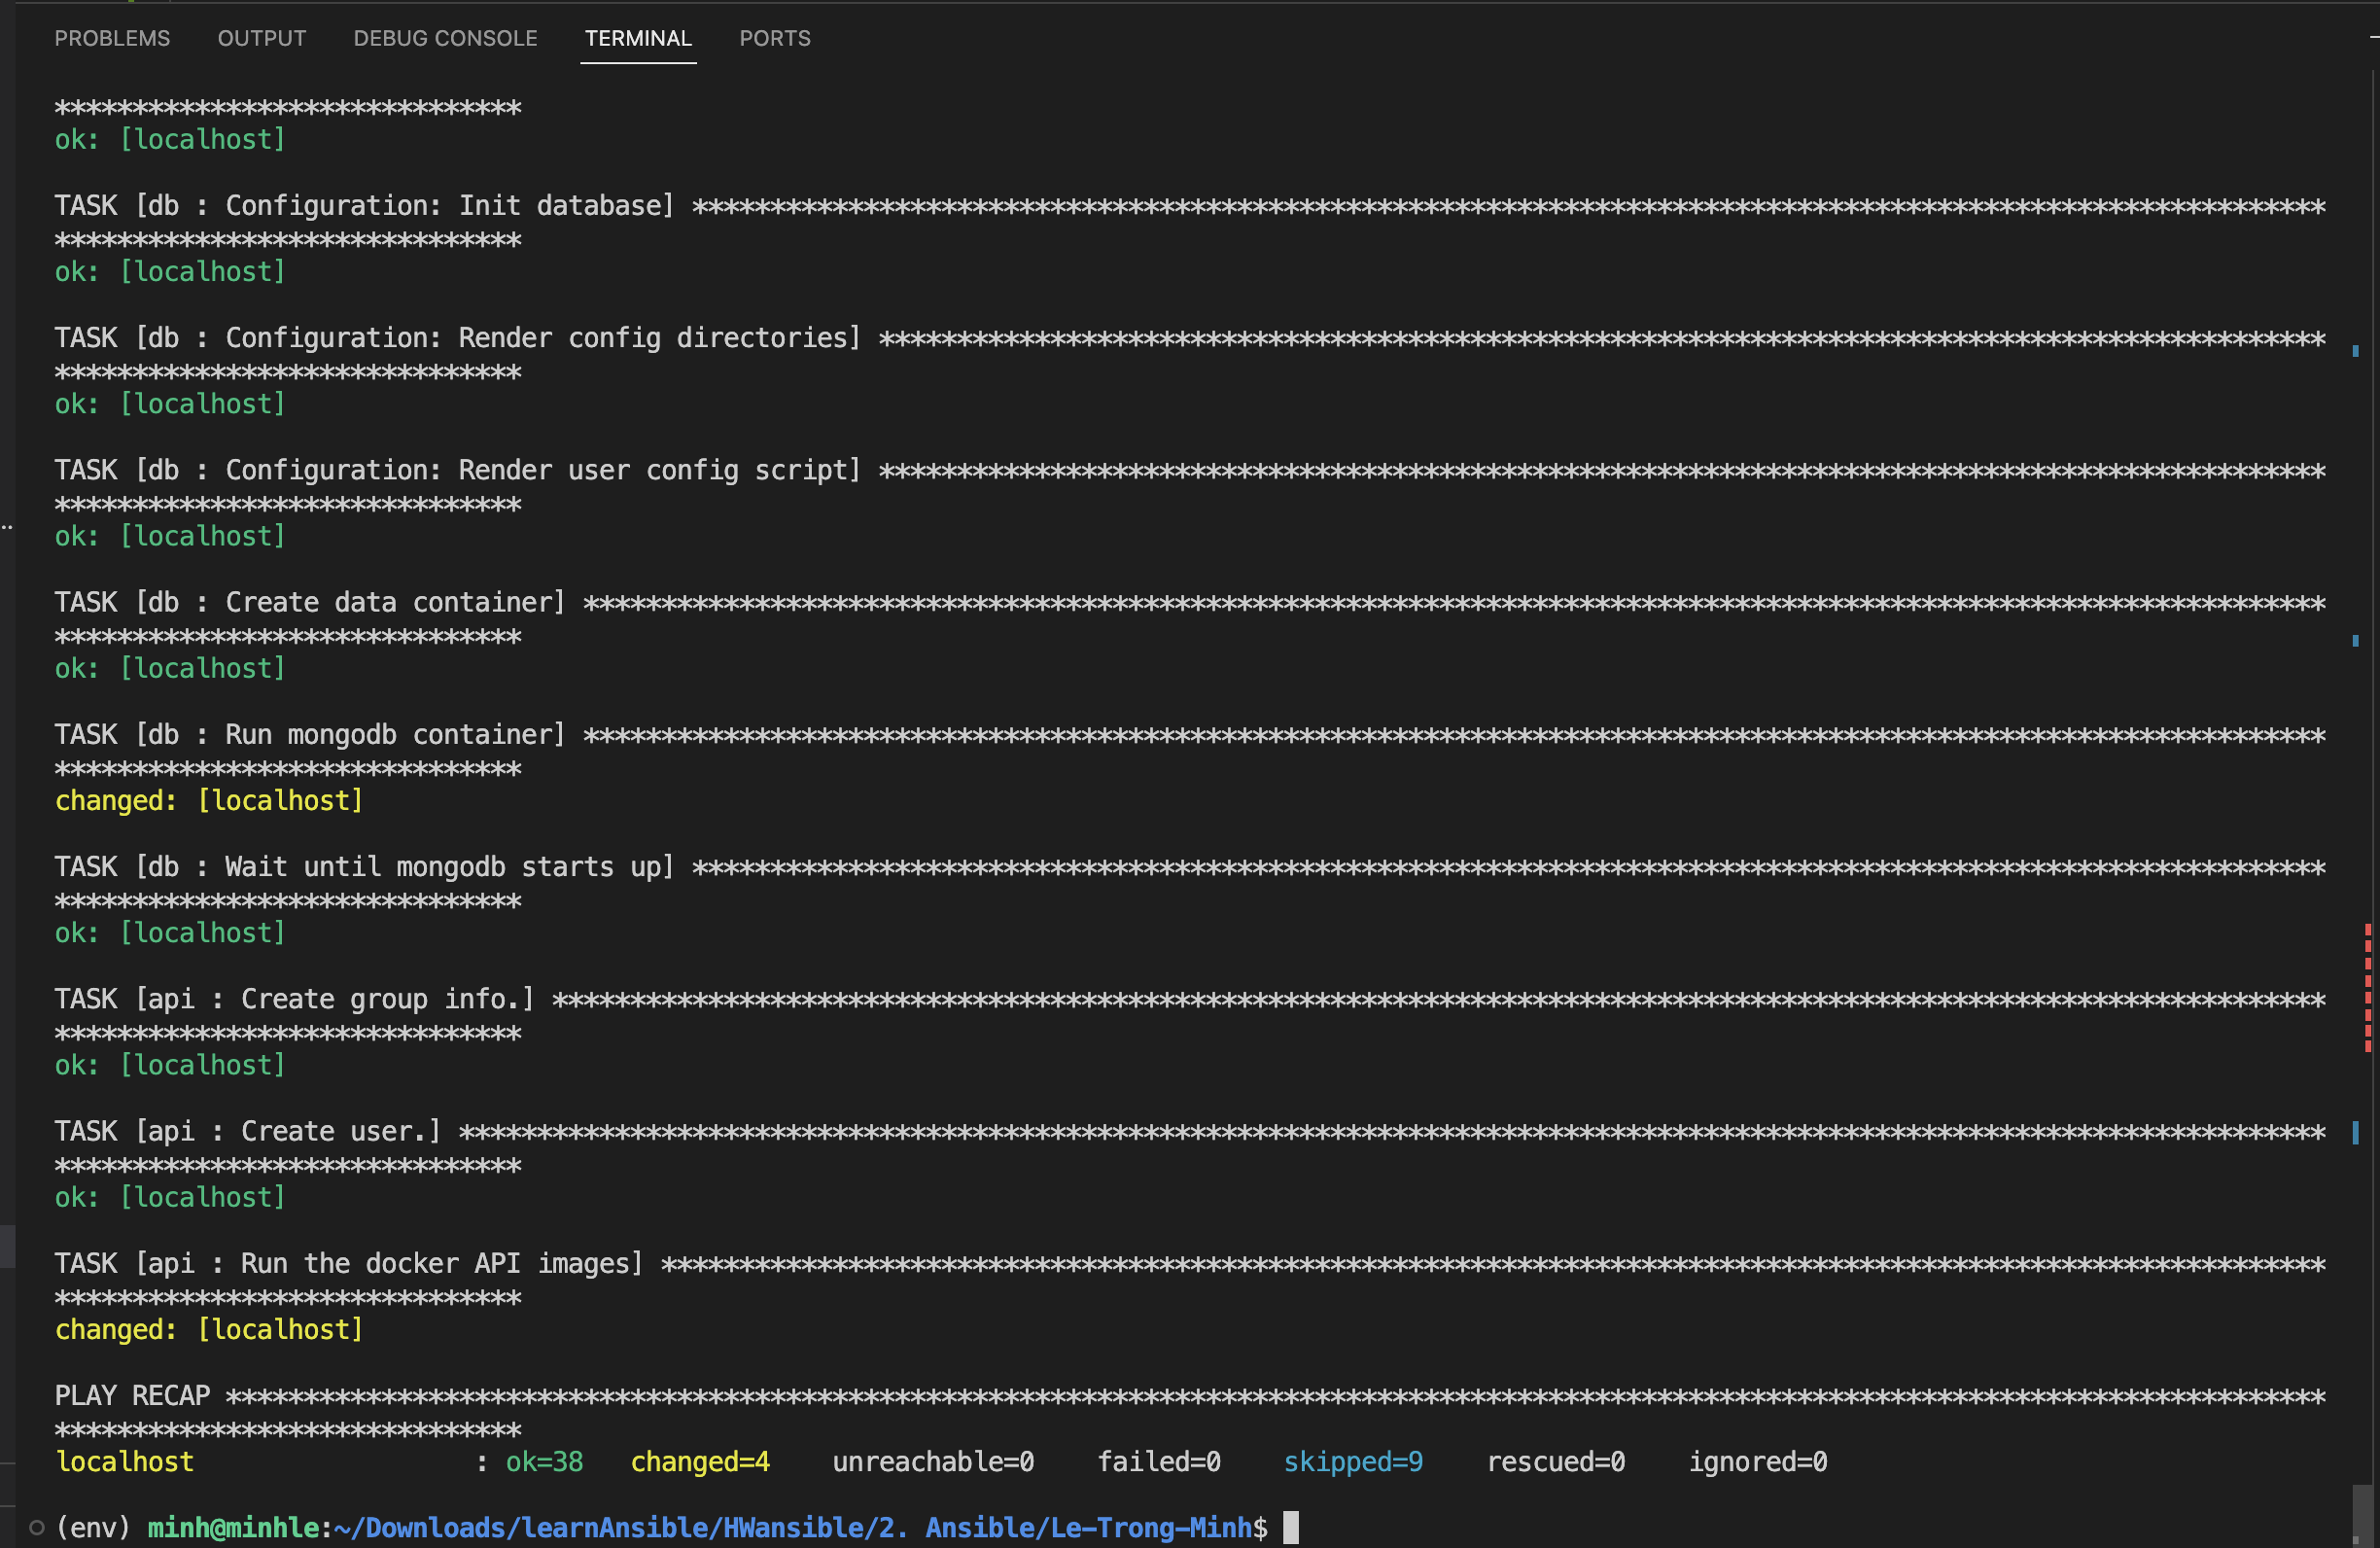 PROBLEMS OUTPUT DEBUG CONSOLE TERMINAL PORTS
******************************
ok: [localhost]
TASK [db : Configuration: Init database] *********************************************************************************************************
******************************
ok: [localhost]
TASK [db : Configuration: Render config directories] *********************************************************************************************
******************************
ok: [localhost]
TASK [db : Configuration: Render user config script] *********************************************************************************************
******************************
ok: [localhost]
TASK [db : Create data container] ****************************************************************************************************************
******************************
ok: [localhost]
TASK [db : Run mongodb container] ****************************************************************************************************************
******************************
changed: [localhost]
TASK [db : Wait until mongodb starts up] *********************************************************************************************************
******************************
ok: [localhost]
TASK [api : Create group info.] ******************************************************************************************************************
******************************
ok: [localhost]
TASK [api : Create user.] ************************************************************************************************************************
******************************
ok: [localhost]
TASK [api : Run the docker API images] ***********************************************************************************************************
******************************
changed: [localhost]
PLAY RECAP ***************************************************************************************************************************************
******************************
localhost                  : ok=38   changed=4    unreachable=0    failed=0    skipped=9    rescued=0    ignored=0
(env) minh@minhle:~/Downloads/learnAnsible/HWansible/2. Ansible/Le-Trong-Minh$